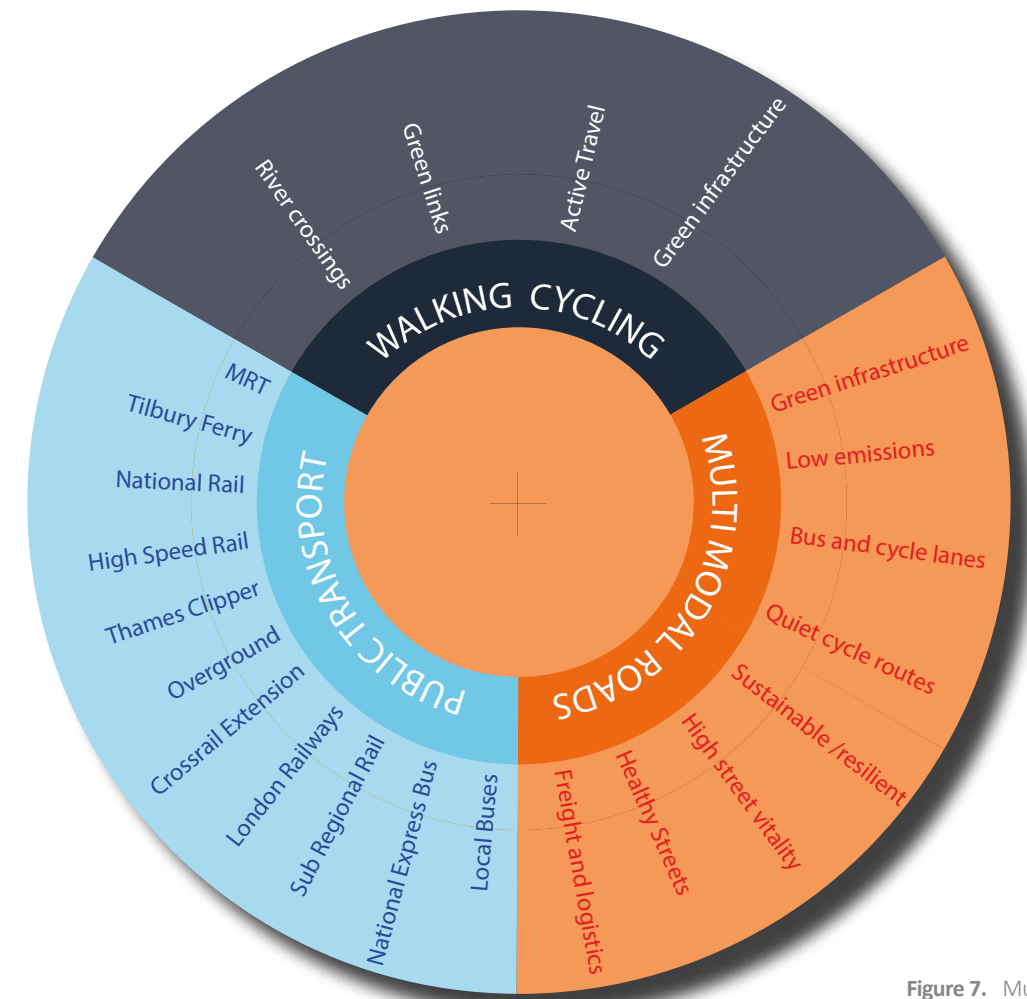 River crossings
Green links
Active Travel
Green infrastructure
WALKING CYCLING
Green infrastructure
Low emissions
Bus and cycle lanes
Quiet cycle routes
Sustainable /resilient
High street vitality
Healthy Streets
Freight and logistics
MULTI MODAL ROADS
MRT
Tilbury Ferry
National Rail
High Speed Rail
Thames Clipper
Overground
Crossrail Extension
London Railways
Sub Regional Rail
National Express Bus
Local Buses
PUBLIC TRANSPORT
Figure 7. Mu